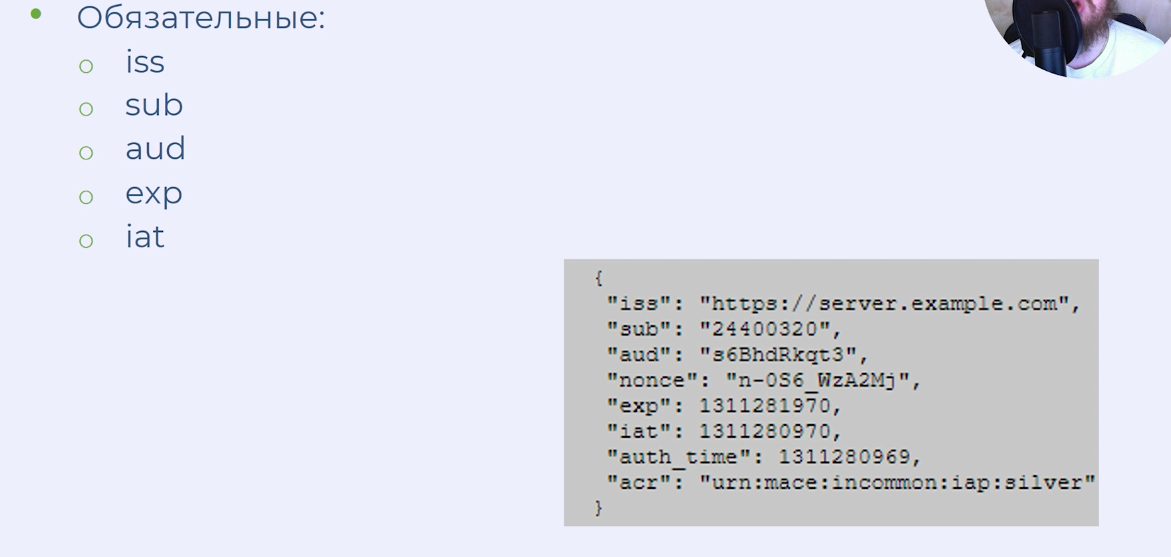 Обязательные:
iss
sub
aud
exp
iat
{
"iss": "https://server.example.com",
"sub": "24400320",
"aud": "s6BhdRkqt3",
"nonce": "n-0S6_WzA2Mj",
"exp": 1311281970,
"iat": 1311280970,
"auth_time": 1311280969,
"acr": "urn:mace:incommon:iap:silver"
}